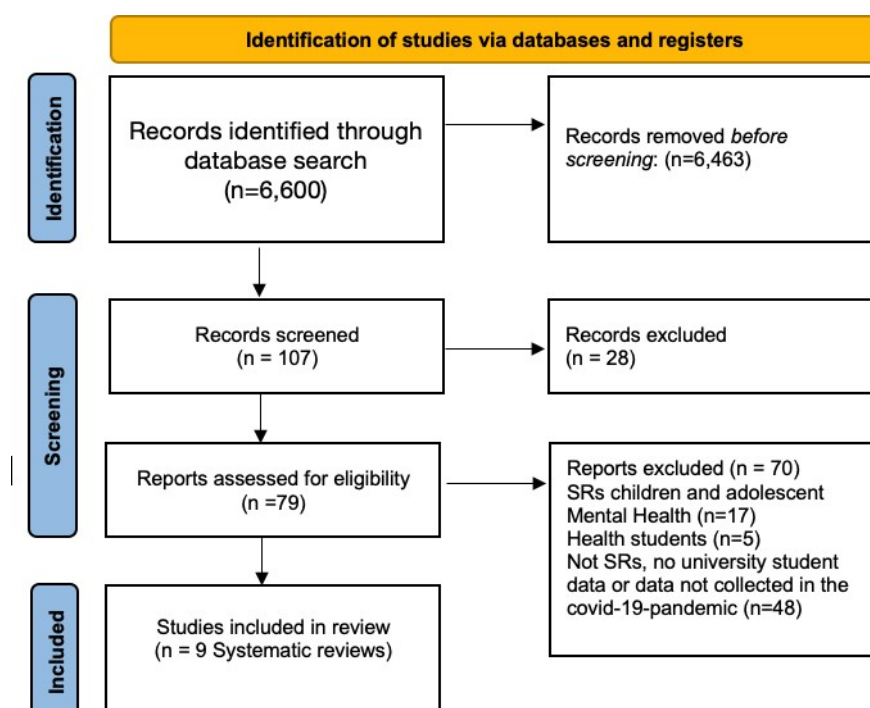 Identification of studies via databases and registers
Identification
Records identified through
database search
(n=6,600)
Records removed before
screening: (n=6,463)
Screening
Records screened
(n = 107)
Records excluded
(n = 28)
Reports assessed for eligibility
(n =79)
Reports excluded (n = 70)
SRs children and adolescent
Mental Health (n=17)
Health students (n=5)
Not SRs, no university student
data or data not collected in the
covid-19-pandemic (n=48)
Included
Studies included in review
(n = 9 Systematic reviews)